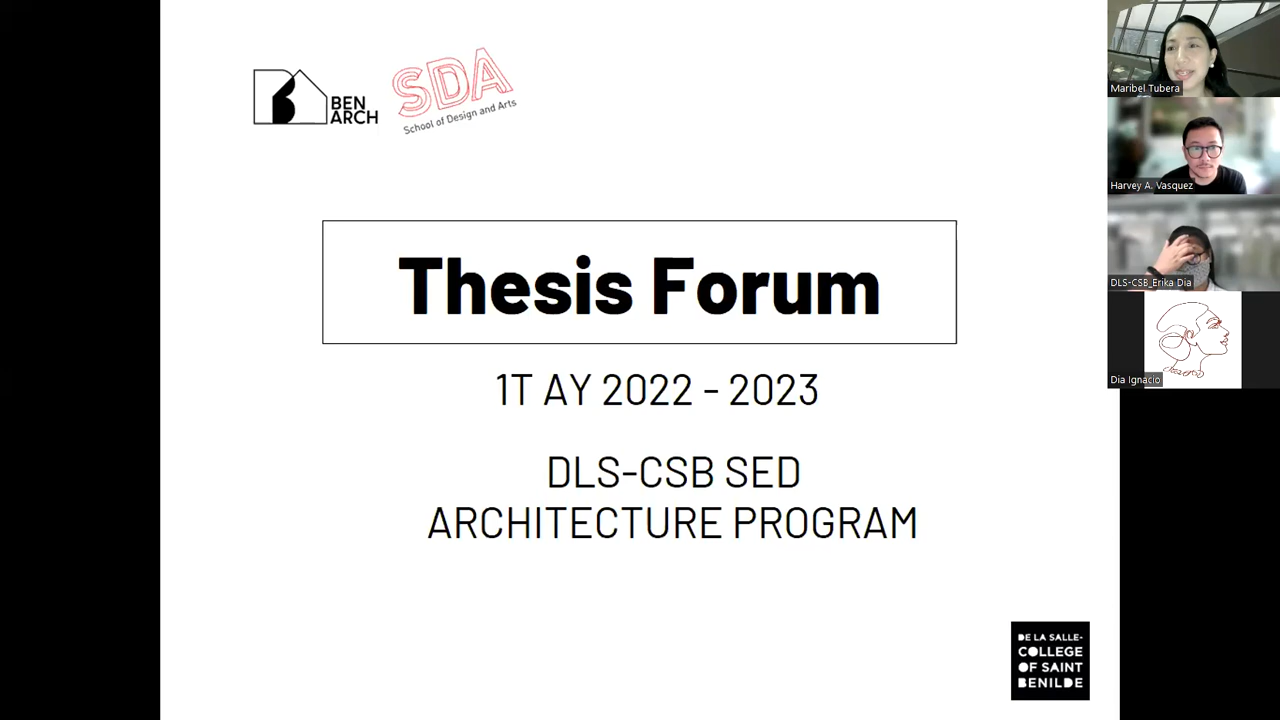 BEN
ARCH
SDA
School of Design and Arts
Thesis Forum
1T AY 2022 - 2023
DLS-CSB SED
ARCHITECTURE PROGRAM
DE LA SALLE-
COLLEGE
OF SAINT
BENILDE
Maribel Tubera
Harvey A. Vasquez
DLS-CSB_Erika Dia
Dia Ignacio